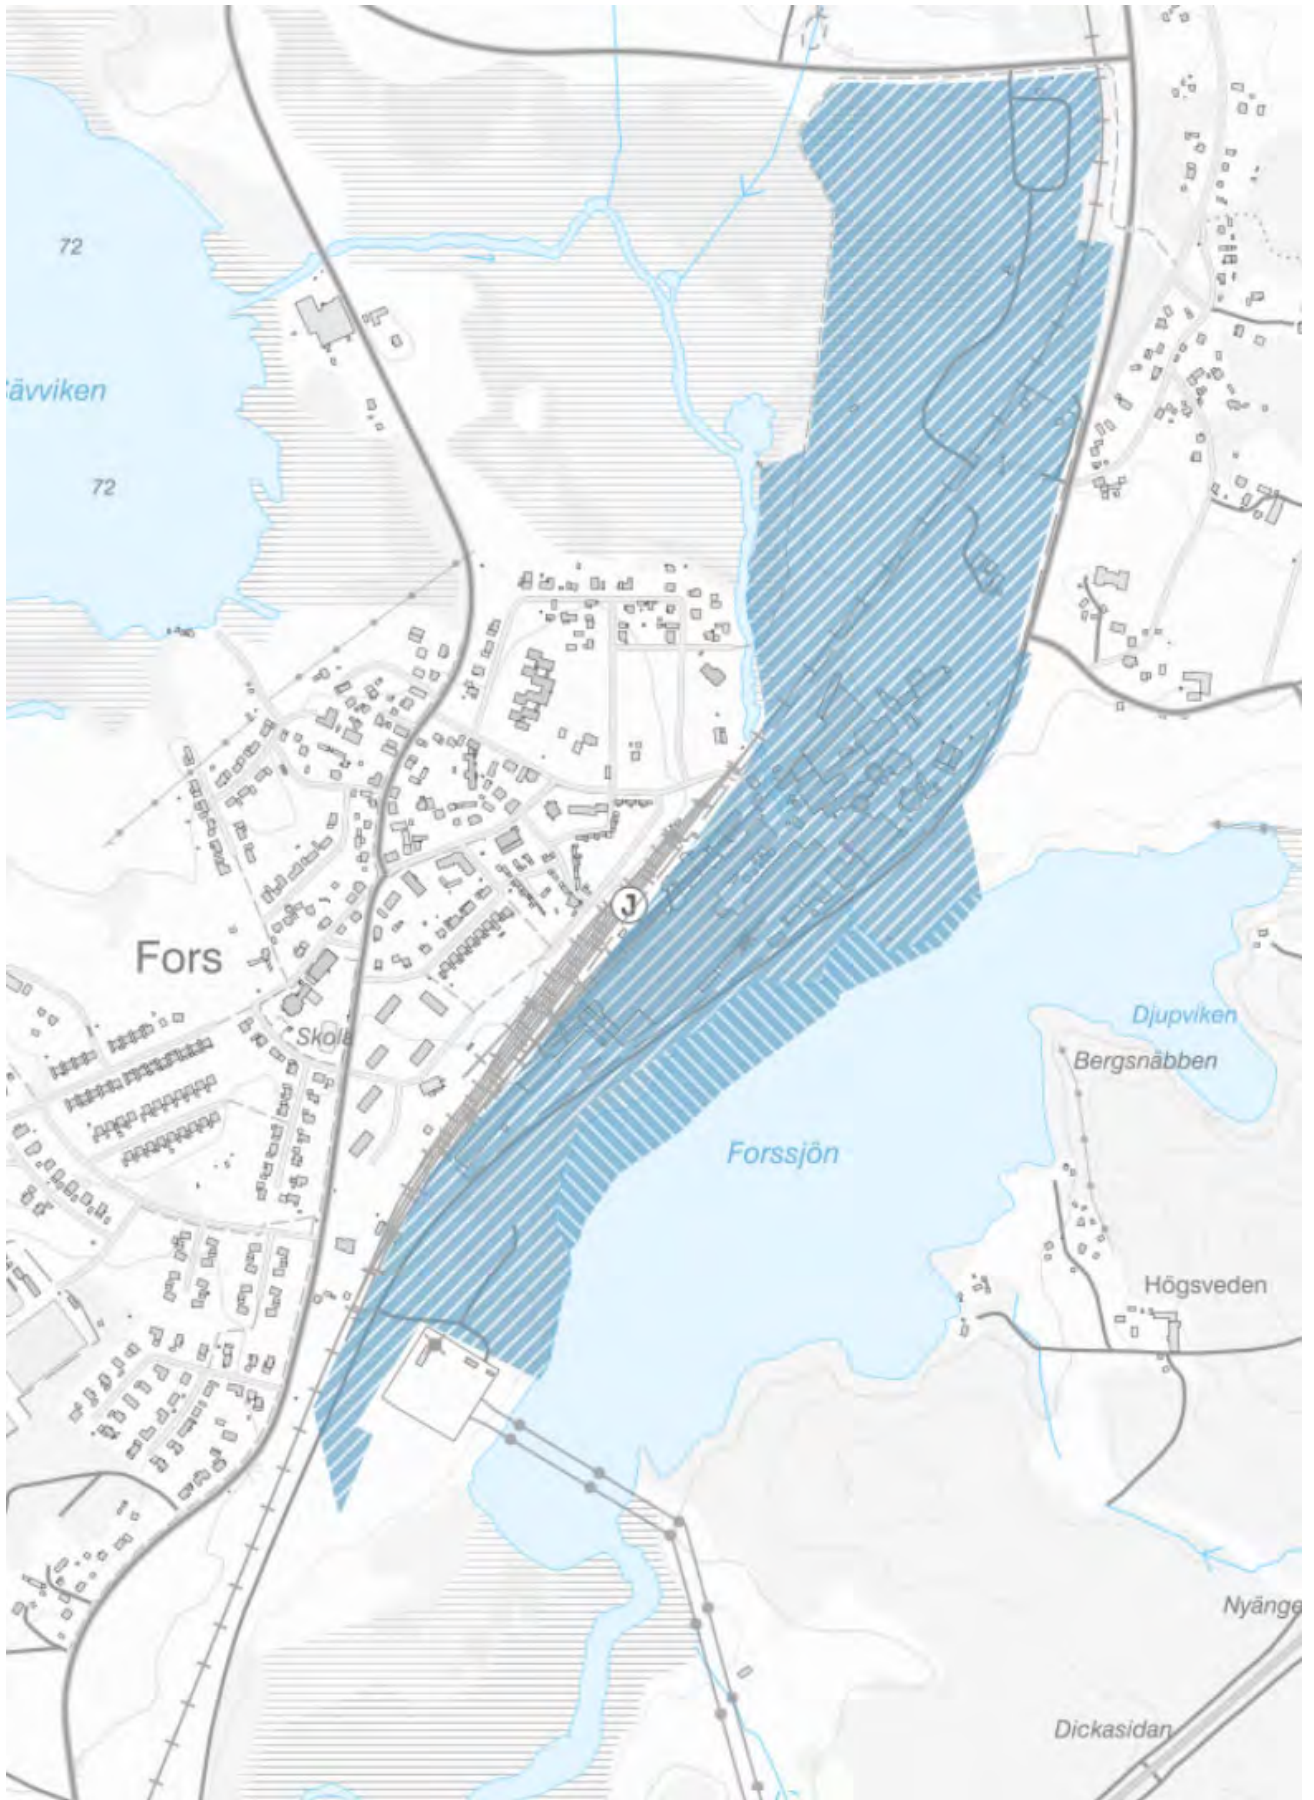 72
ävviken
72
J
Fors
Skola
Djupviken
Bergsnäbben
Forssjön
Högsveden
Nyänge
Dickasidan